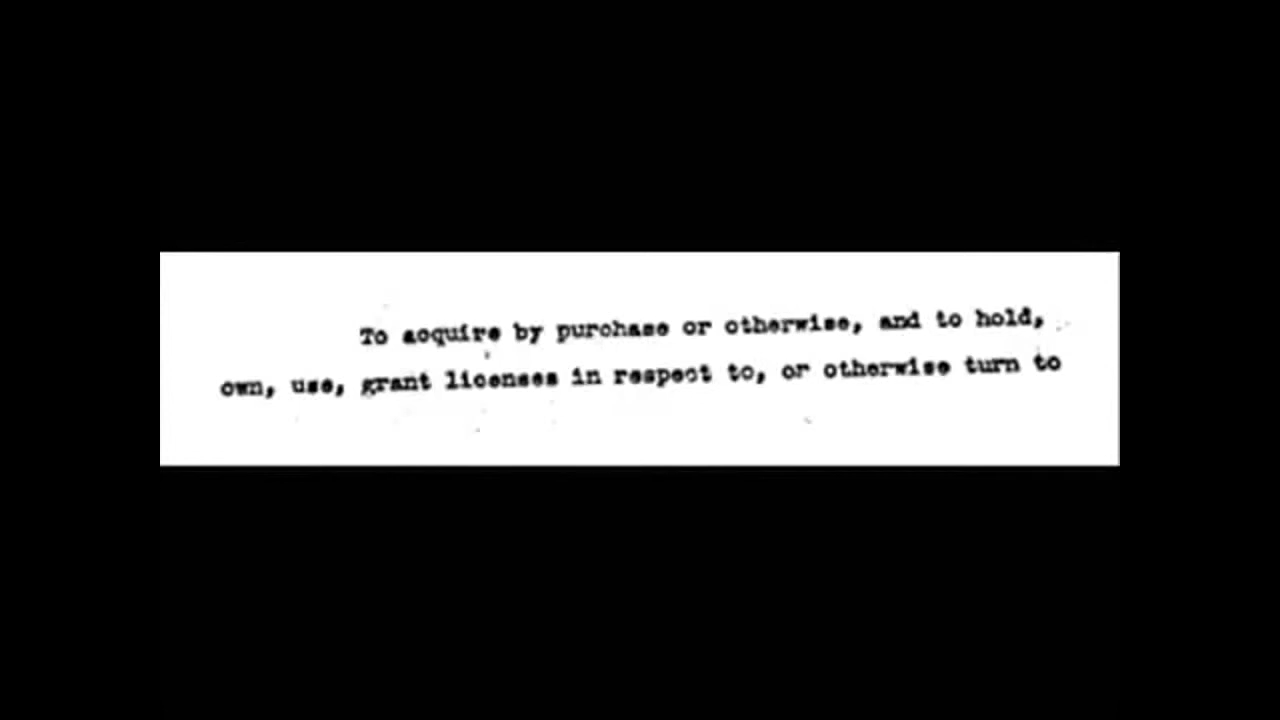 To acquire by purchase or otherwise, and to hold,
own, use, grant licenses in respect to, or otherwise turn to